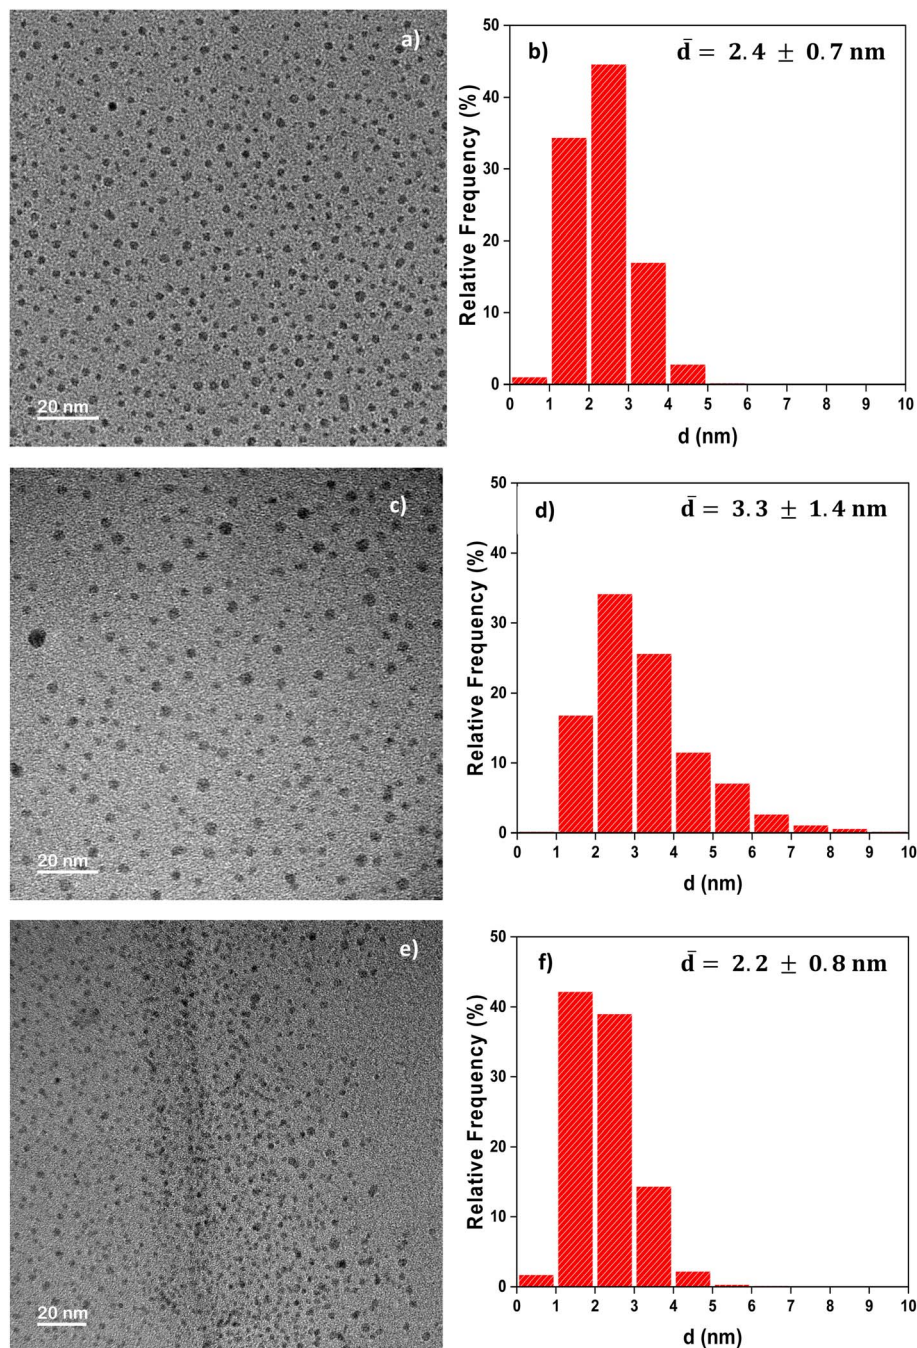 a)
20 nm
b)
d̄ = 2.4 ± 0.7 nm
Relative Frequency (%)
50
40
30
20
10
0
0 1 2 3 4 5 6 7 8 9 10
d (nm)
c)
20 nm
d)
d̄ = 3.3 ± 1.4 nm
Relative Frequency (%)
50
40
30
20
10
0
0 1 2 3 4 5 6 7 8 9 10
d (nm)
e)
20 nm
f)
d̄ = 2.2 ± 0.8 nm
Relative Frequency (%)
50
40
30
20
10
0
0 1 2 3 4 5 6 7 8 9 10
d (nm)